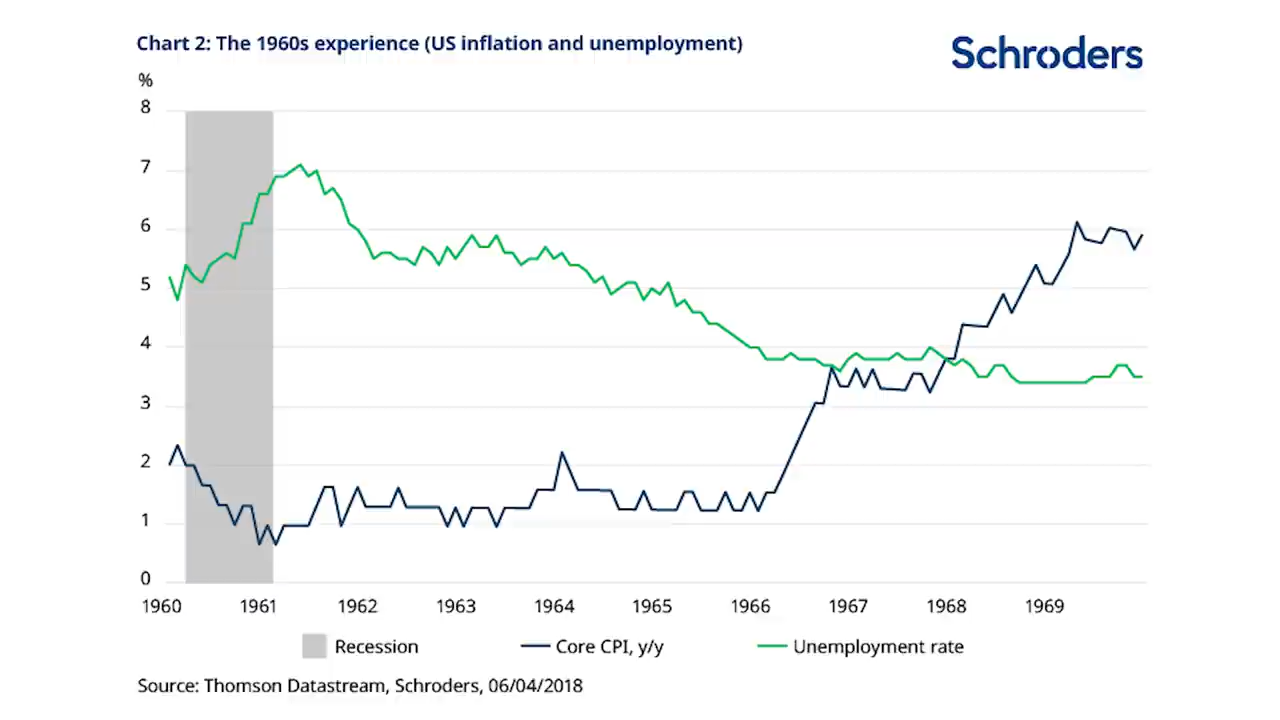 Chart 2: The 1960s experience (US inflation and unemployment)
Schroders
%
8
7
6
5
4
3
2
1
0
1960 1961 1962 1963 1964 1965 1966 1967 1968 1969
Recession Core CPI, y/y Unemployment rate
Source: Thomson Datastream, Schroders, 06/04/2018